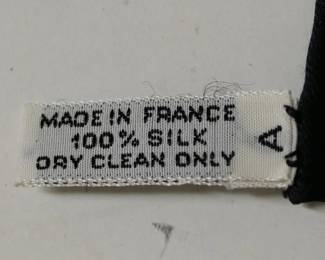 MADE IN FRANCE
100% SILK
DRY CLEAN ONLY
A